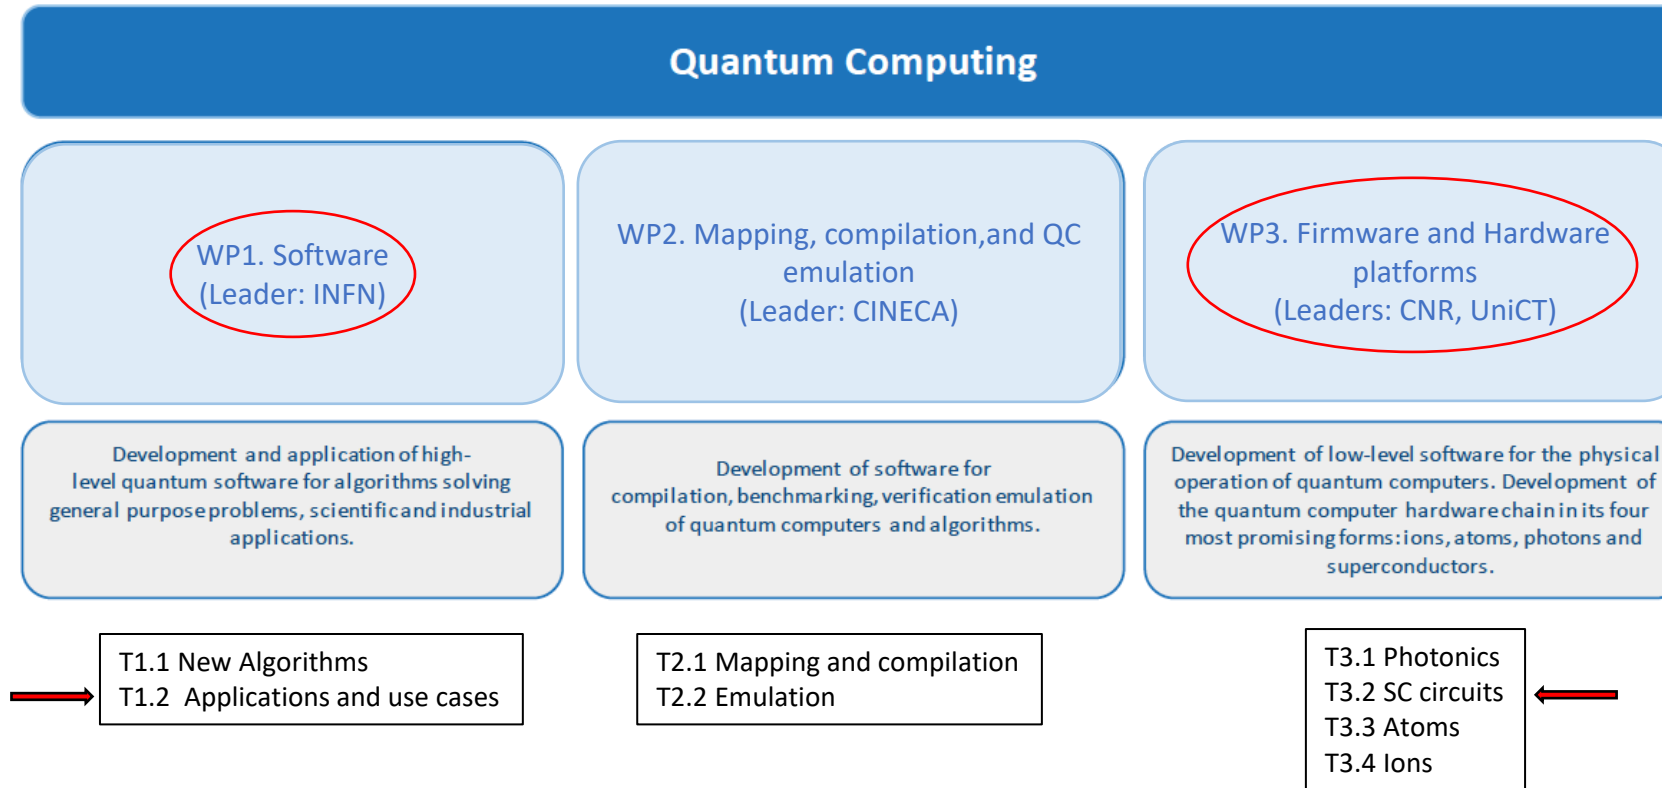 Quantum Computing
WP1. Software
(Leader: INFN)
WP2. Mapping, compilation,and QC
emulation
(Leader: CINECA)
WP3. Firmware and Hardware
platforms
(Leaders: CNR, UniCT)
Development and application of high-
level quantum software for algorithms solving
general purpose problems, scientific and industrial
applications.
Development of software for
compilation, benchmarking, verification emulation
of quantum computers and algorithms.
Development of low-level software for the physical
operation of quantum computers. Development of
the quantum computer hardware chain in its four
most promising forms: ions, atoms, photons and
superconductors.
T1.1 New Algorithms
T1.2 Applications and use cases
T2.1 Mapping and compilation
T2.2 Emulation
T3.1 Photonics
T3.2 SC circuits
T3.3 Atoms
T3.4 Ions